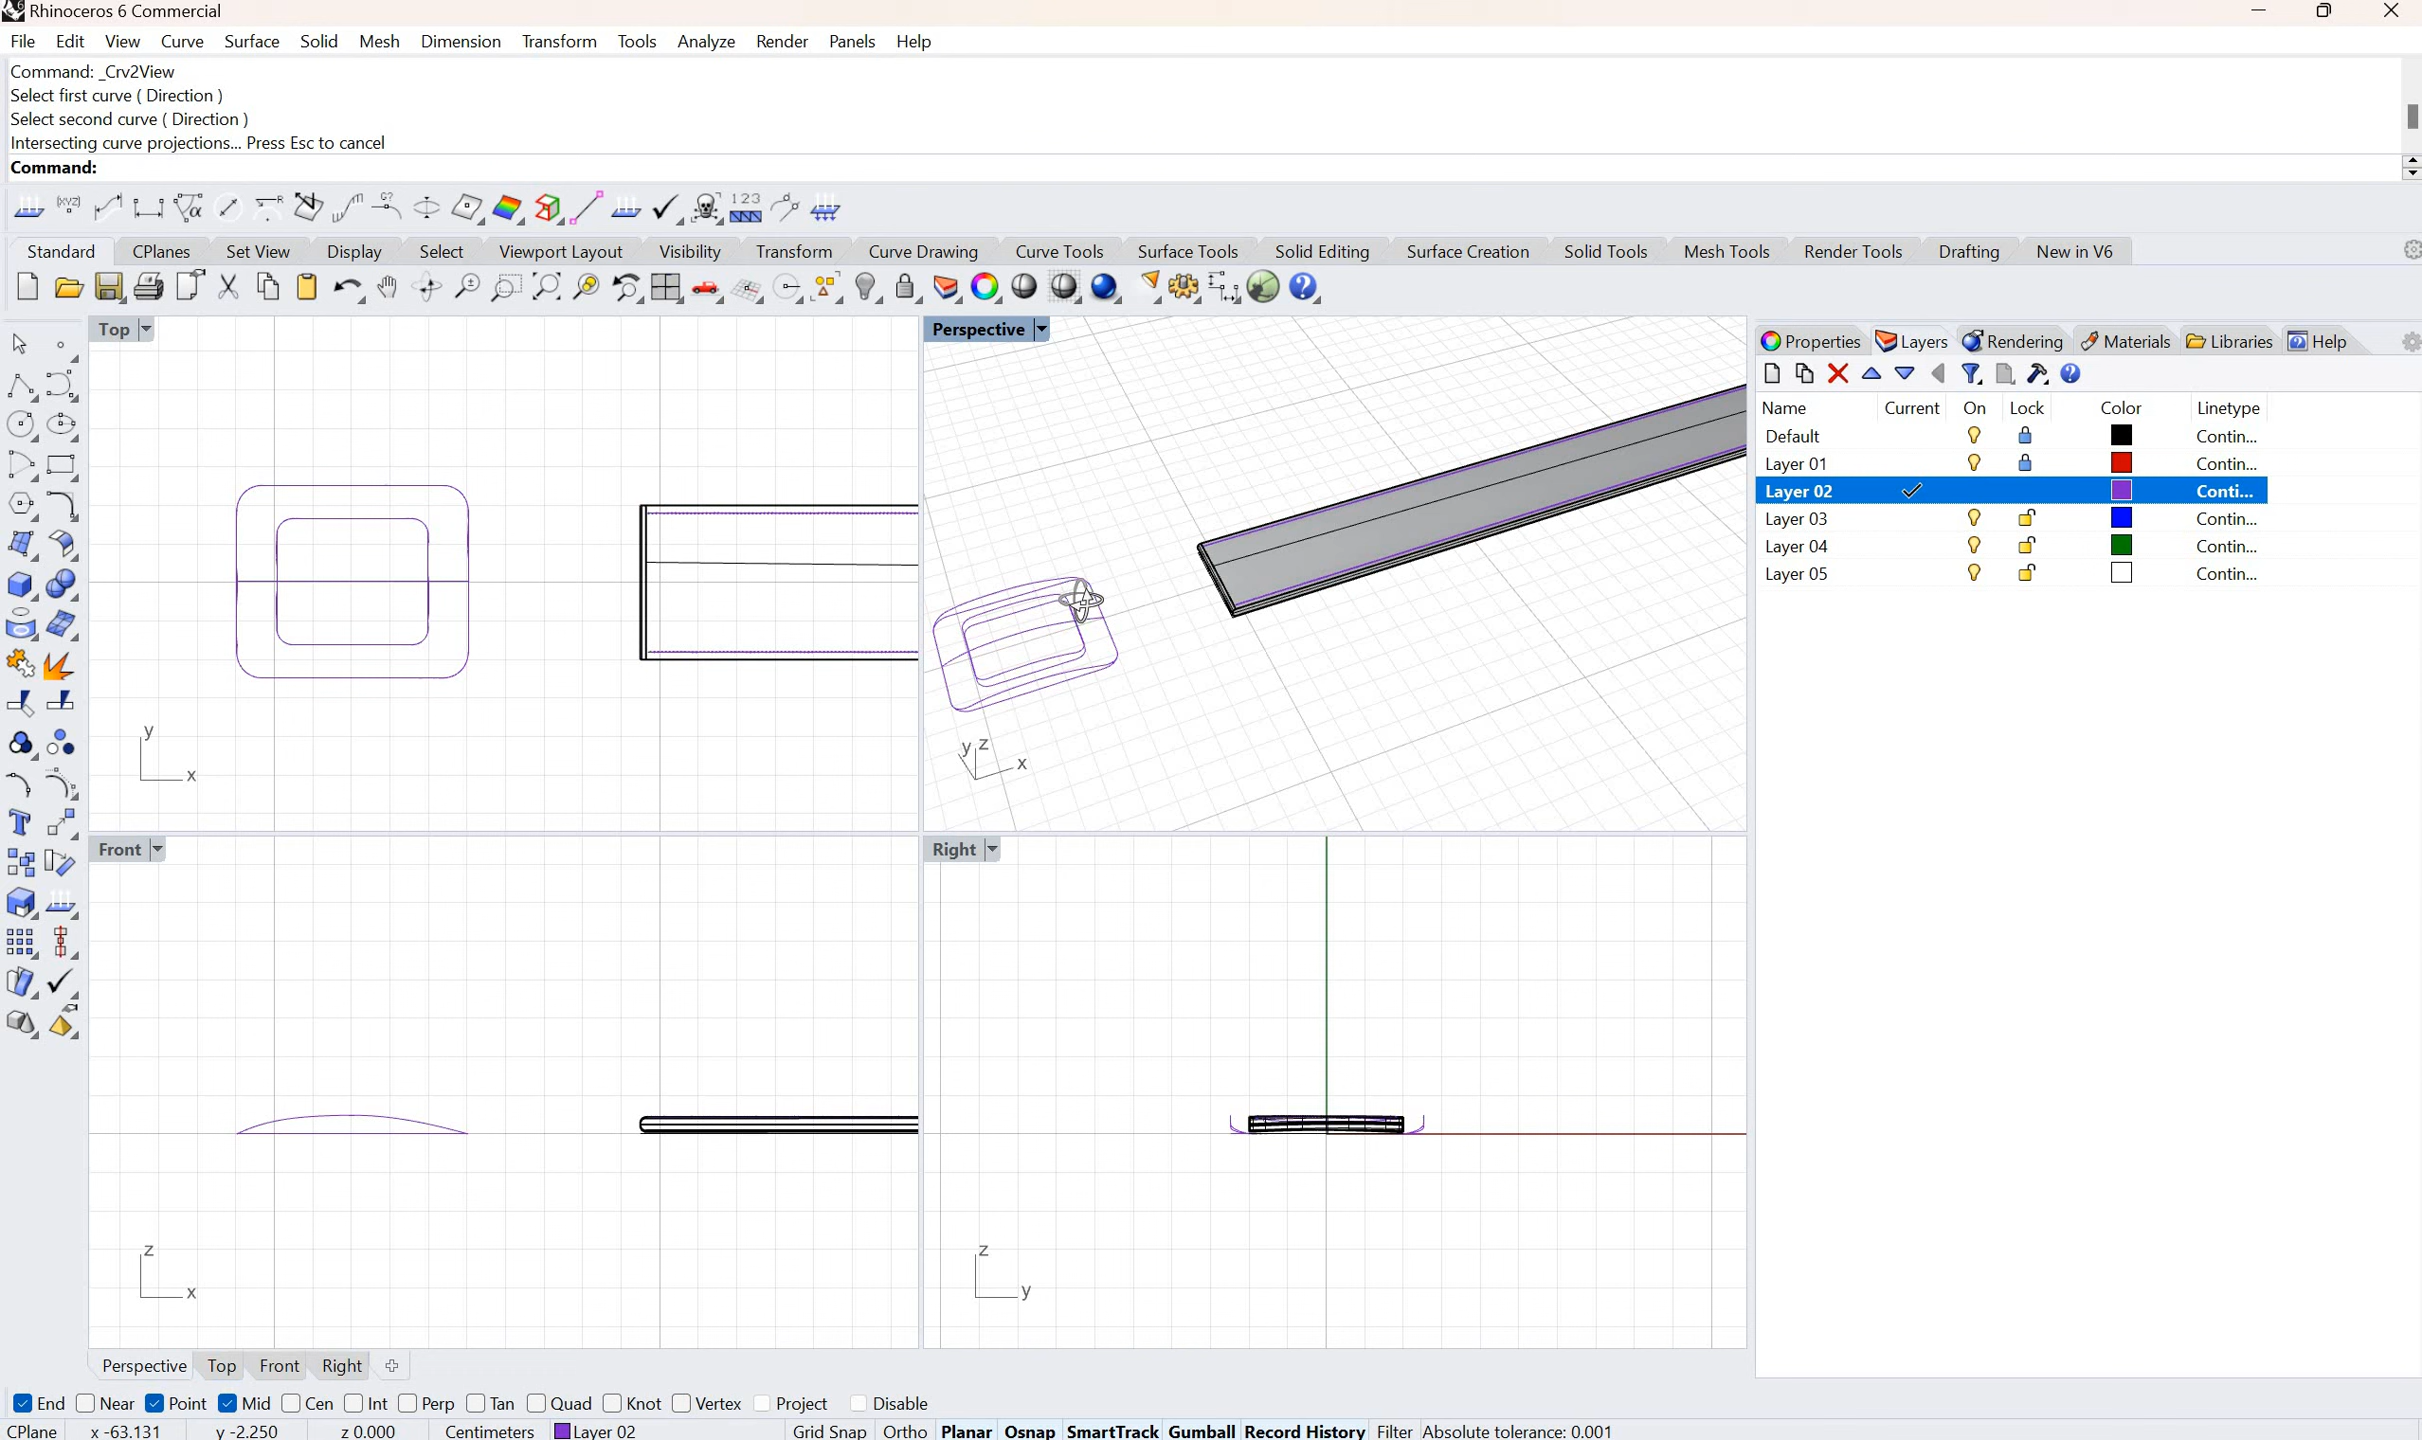 Rhinoceros 6 Commercial
File Edit View Curve Surface Solid Mesh Dimension Transform Tools Analyze Render Panels Help
Command: _Crv2View
Select first curve ( Direction )
Select second curve ( Direction )
Intersecting curve projections... Press Esc to cancel
Command:
Standard CPlanes Set View Display Select Viewport Layout Visibility Transform Curve Drawing Curve Tools Surface Tools Solid Editing Surface Creation Solid Tools Mesh Tools Render Tools Drafting New in V6
Top
Perspective
Properties Layers Rendering Materials Libraries Help
Name Current On Lock Color Linetype
Default Contin...
Layer 01 Contin...
Layer 02 Conti...
Layer 03 Contin...
Layer 04 Contin...
Layer 05 Contin...
y
x
y z
x
Front
Right
z
x
z
y
Perspective Top Front Right
End Near Point Mid Cen Int Perp Tan Quad Knot Vertex Project Disable
CPlane x -63.131 y -2.250 z 0.000 Centimeters Layer 02 Grid Snap Ortho Planar Osnap SmartTrack Gumball Record History Filter Absolute tolerance: 0.001